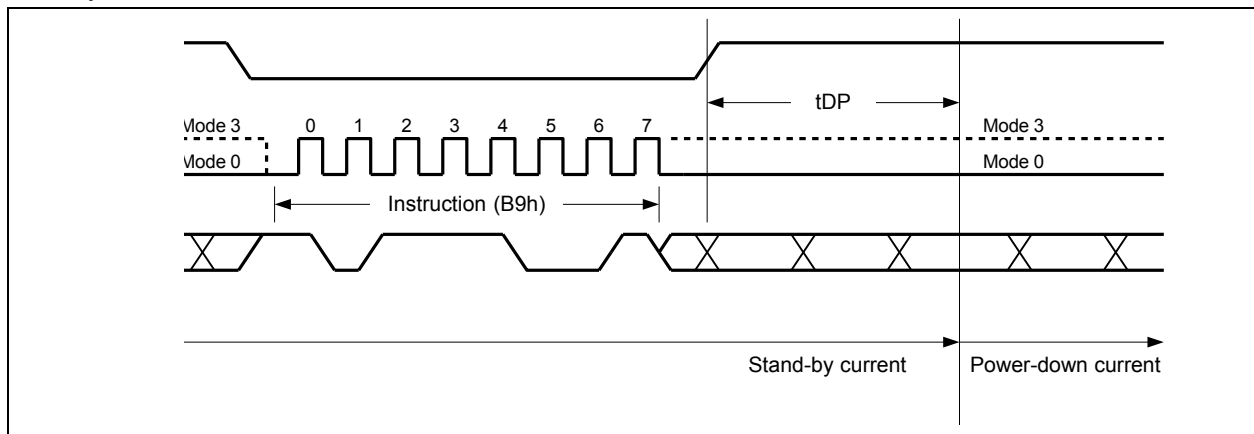 tDP
Mode 3 0 1 2 3 4 5 6 7 Mode 3
Mode 0 Mode 0
Instruction (B9h)
Stand-by current Power-down current